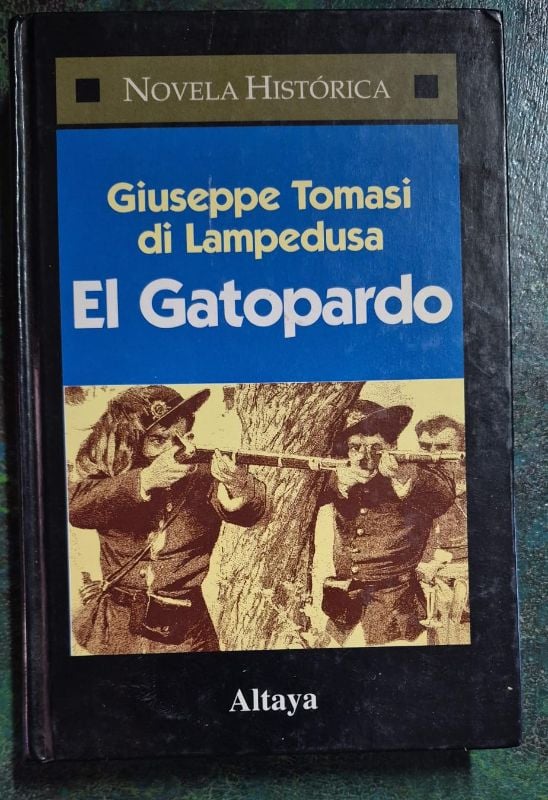 NOVELA HISTÓRICA
Giuseppe Tomasi
di Lampedusa
El Gatopardo
Altaya